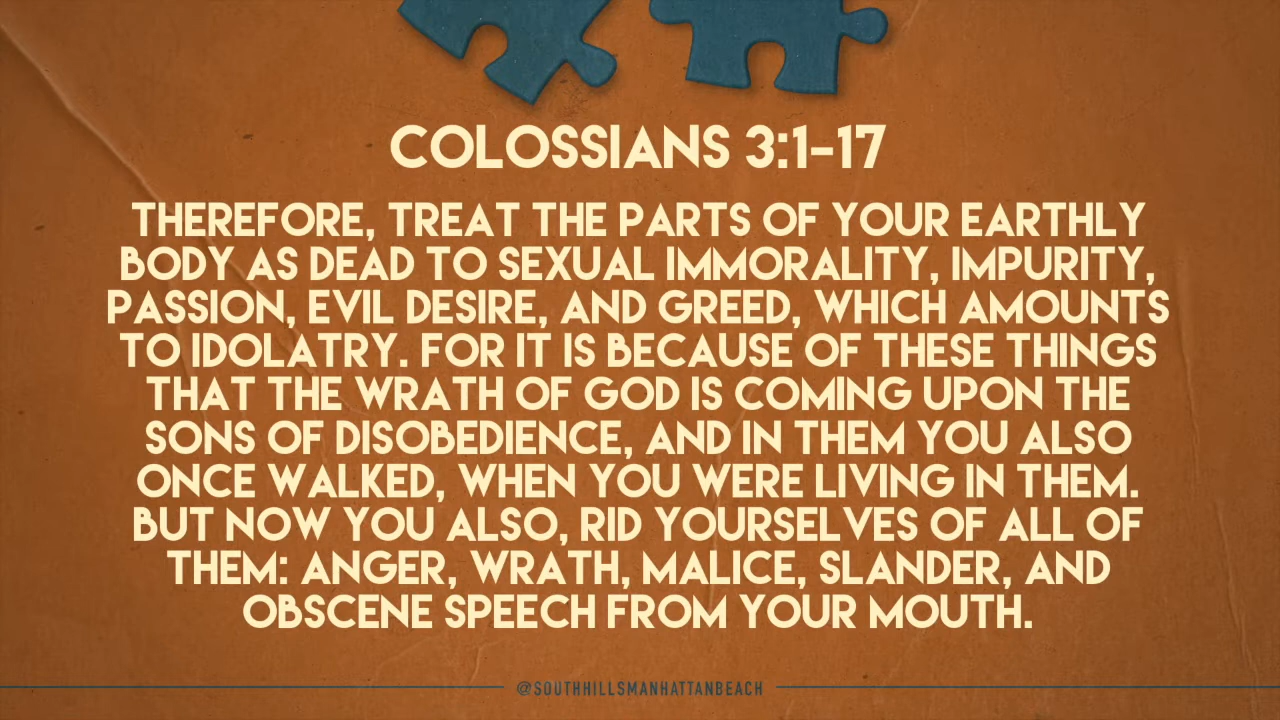 COLOSSIANS 3:1-17
THEREFORE, TREAT THE PARTS OF YOUR EARTHLY
BODY AS DEAD TO SEXUAL IMMORALITY, IMPURITY,
PASSION, EVIL DESIRE, AND GREED, WHICH AMOUNTS
TO IDOLATRY. FOR IT IS BECAUSE OF THESE THINGS
THAT THE WRATH OF GOD IS COMING UPON THE
SONS OF DISOBEDIENCE, AND IN THEM YOU ALSO
ONCE WALKED, WHEN YOU WERE LIVING IN THEM.
BUT NOW YOU ALSO, RID YOURSELVES OF ALL OF
THEM: ANGER, WRATH, MALICE, SLANDER, AND
OBSCENE SPEECH FROM YOUR MOUTH.
@SOUTHHILLSMANHATTANBEACH